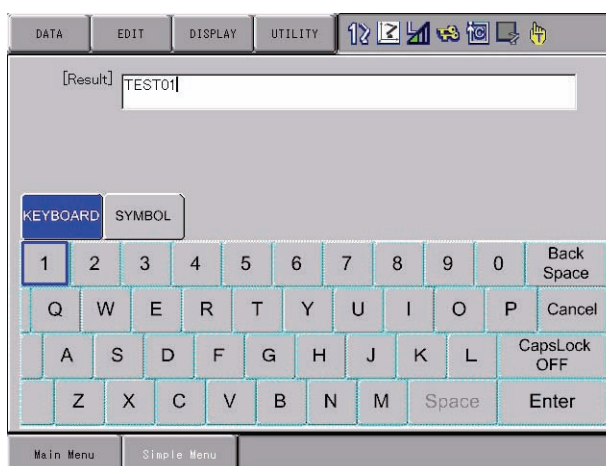 DATA EDIT DISPLAY UTILITY
[Result] TEST01
KEYBOARD SYMBOL
1 2 3 4 5 6 7 8 9 0 Back Space
Q W E R T Y U I O P Cancel
A S D F G H J K L CapsLock OFF
Z X C V B N M Space Enter
Main Menu Simple Menu